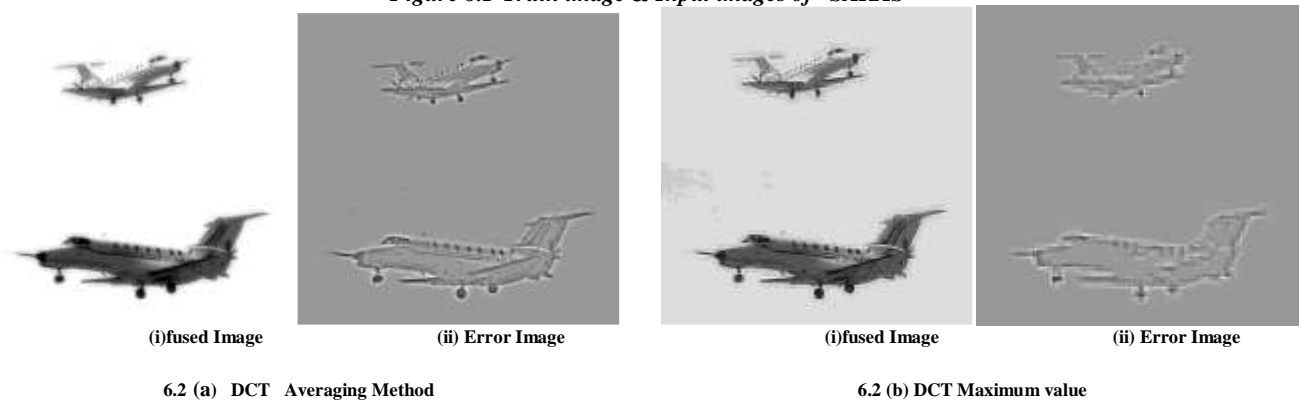 (i)fused Image (ii) Error Image (i)fused Image (ii) Error Image
6.2 (a) DCT Averaging Method 6.2 (b) DCT Maximum value